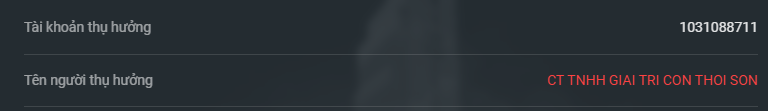 Tài khoản thụ hưởng 1031088711
Tên người thụ hưởng CT TNHH GIAI TRI CON THOI SON